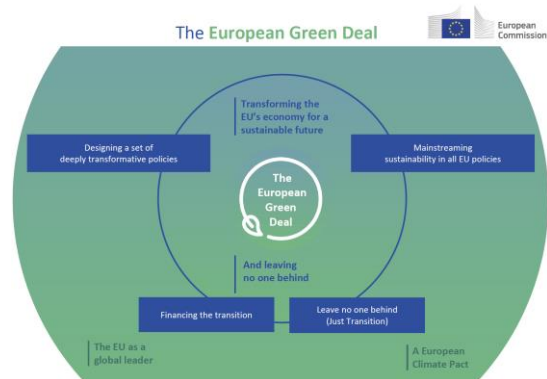 The European Green Deal
European
Commission
Transforming the
EU's economy for a
sustainable future
Designing a set of
deeply transformative policies
Mainstreaming
sustainability in all EU policies
The
European
Green
Deal
And leaving
no one behind
Financing the transition
Leave no one behind
(Just Transition)
The EU as a
global leader
A European
Climate Pact